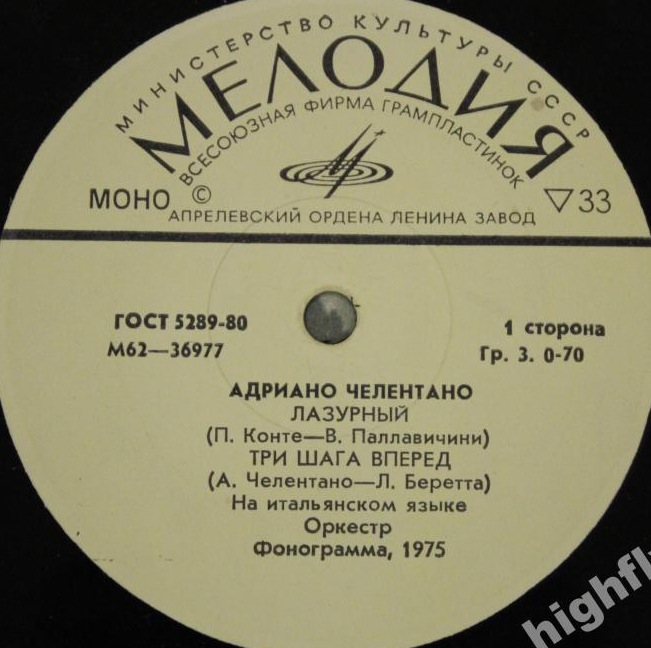 МИНИСТЕРСТВО КУЛЬТУРЫ СССР
МЕЛОДИЯ
ВСЕСОЮЗНАЯ ФИРМА ГРАМПЛАСТИНОК
МОНО © ▽ 33
АПРЕЛЕВСКИЙ ОРДЕНА ЛЕНИНА ЗАВОД
ГОСТ 5289-80
М62—36977
1 сторона
Гр. 3. 0-70
АДРИАНО ЧЕЛЕНТАНО
ЛАЗУРНЫЙ
(П. Конте—В. Паллавичини)
ТРИ ШАГА ВПЕРЕД
(А. Челентано—Л. Беретта)
На итальянском языке
Оркестр
Фонограмма, 1975